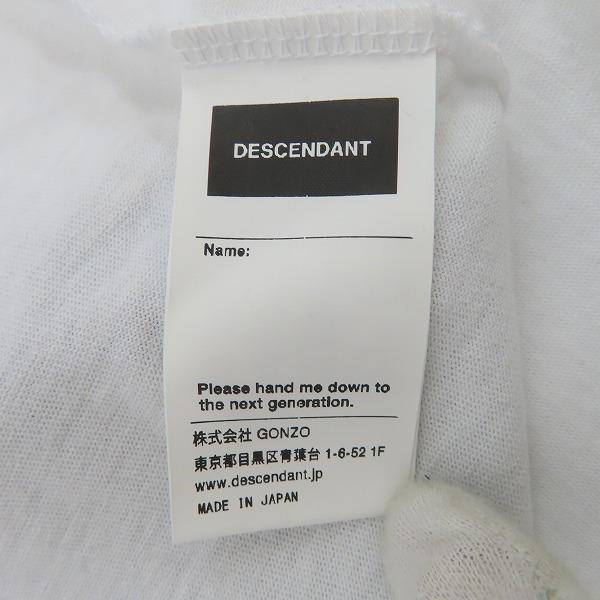 DESCENDANT
Name:
Please hand me down to
the next generation.
株式会社 GONZO
東京都目黒区青葉台 1-6-52 1F
www.descendant.jp
MADE IN JAPAN